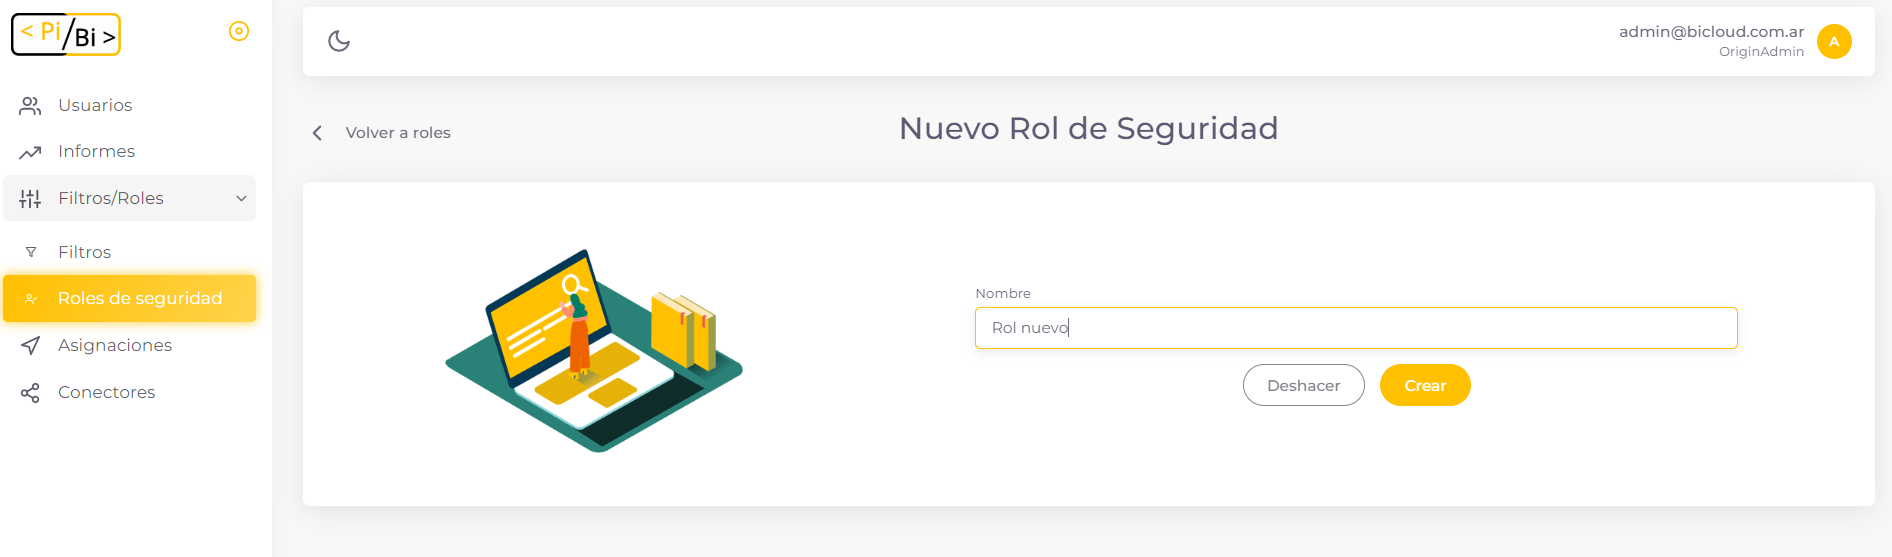 < Pi/Bi >
Usuarios
Informes
Filtros/Roles
Filtros
Roles de seguridad
Asignaciones
Conectores
admin@bicloud.com.ar
OriginAdmin
A
Volver a roles
Nuevo Rol de Seguridad
Nombre
Rol nuevo
Deshacer
Crear